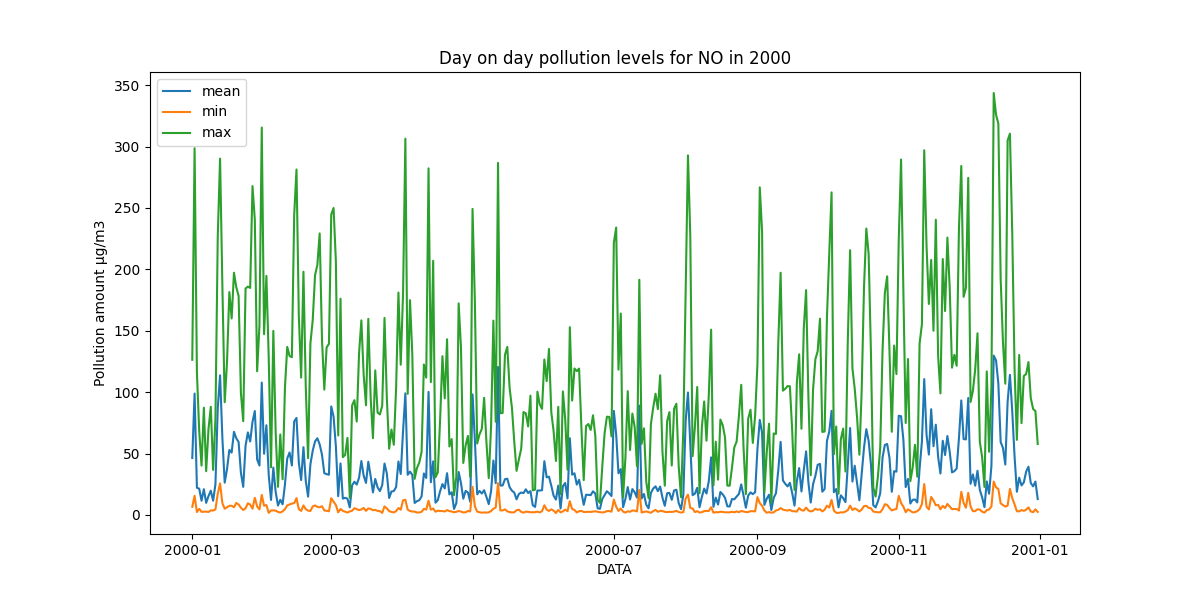 Day on day pollution levels for NO in 2000
mean
min
max
350
300
250
200
150
100
50
0
Pollution amount µg/m3
2000-01 2000-03 2000-05 2000-07 2000-09 2000-11 2001-01
DATA